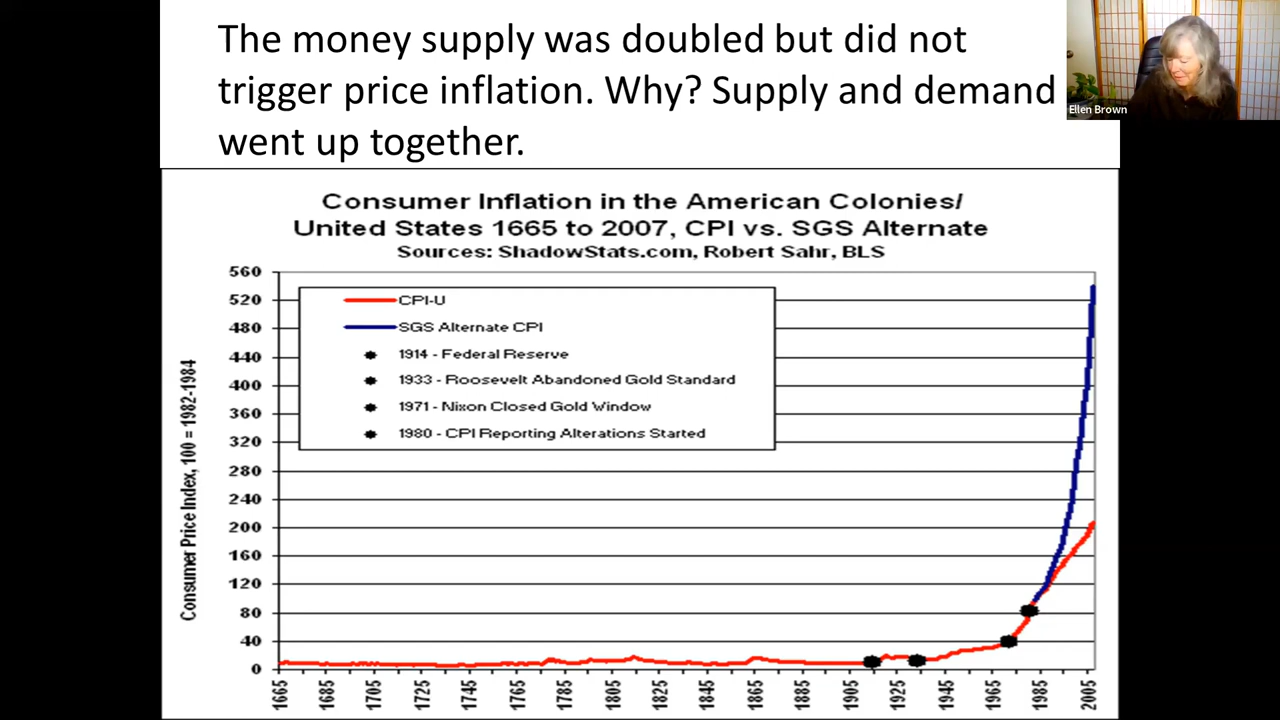 The money supply was doubled but did not
trigger price inflation. Why? Supply and demand
went up together.
Ellen Brown
Consumer Inflation in the American Colonies/
United States 1665 to 2007, CPI vs. SGS Alternate
Sources: ShadowStats.com, Robert Sahr, BLS
Consumer Price Index, 100 = 1982-1984
560
520
480
440
400
360
320
280
240
200
160
120
80
40
0
CPI-U
SGS Alternate CPI
1914 - Federal Reserve
1933 - Roosevelt Abandoned Gold Standard
1971 - Nixon Closed Gold Window
1980 - CPI Reporting Alterations Started
1665 1685 1705 1725 1745 1765 1785 1805 1825 1845 1865 1885 1905 1925 1945 1965 1985 2005